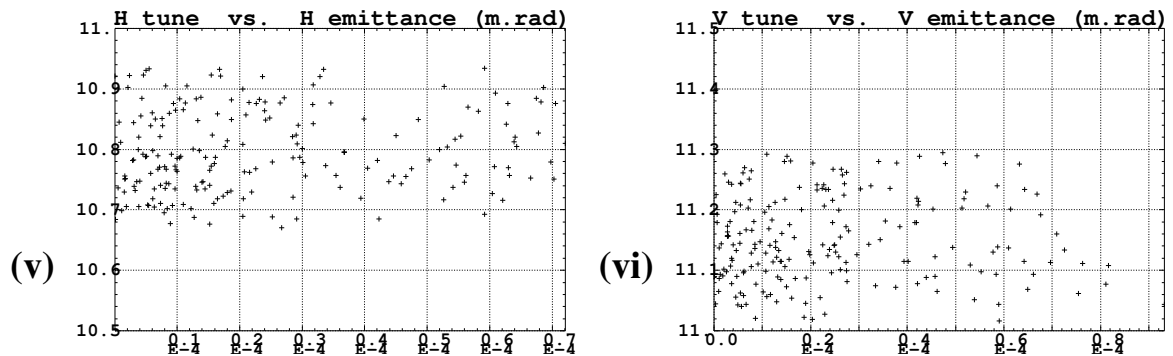 H tune vs. H emittance (m.rad)
11.
10.9
10.8
10.7
10.6
10.5
0.1 E-4
0.2 E-4
0.3 E-4
0.4 E-4
0.5 E-4
0.6 E-4
0.7 E-4
(v)
V tune vs. V emittance (m.rad)
11.5
11.4
11.3
11.2
11.1
11.
0.0
0.2 E-4
0.4 E-4
0.6 E-4
0.8 E-4
(vi)